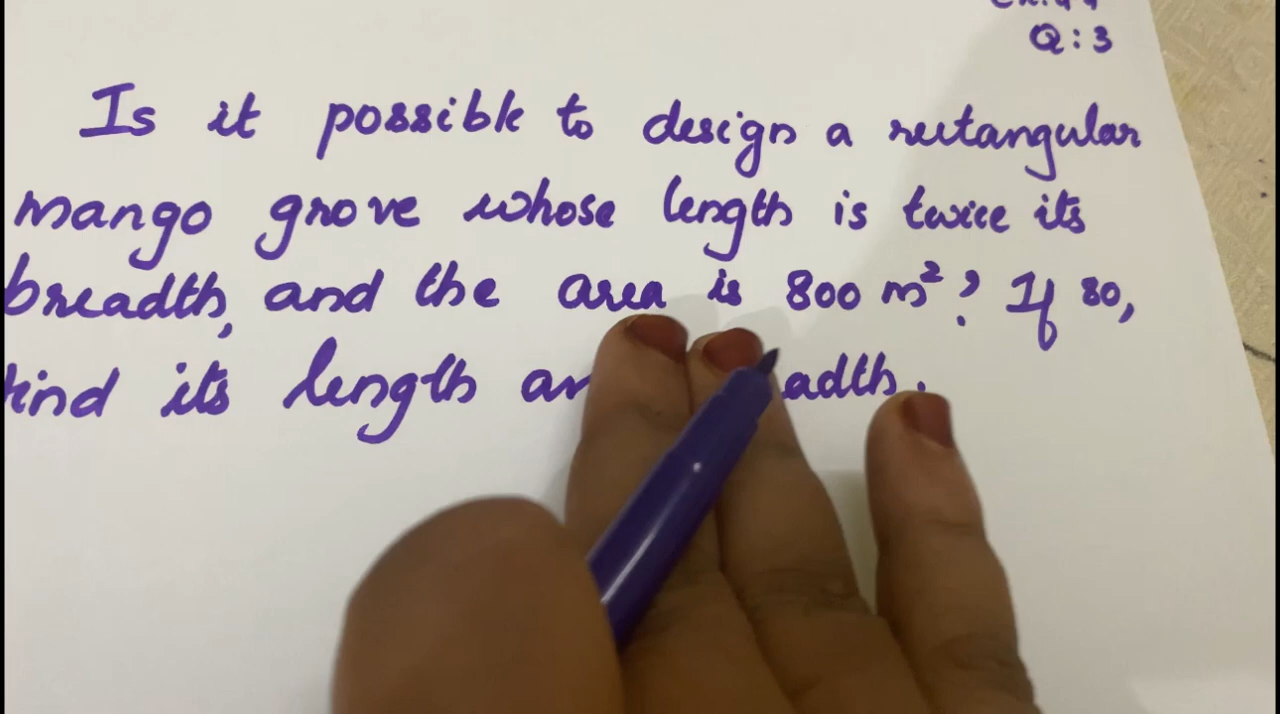 Q: 3
Is it possible to design a rectangular
mango grove whose length is twice its
breadth, and the area is 800 m²? If so,
find its length